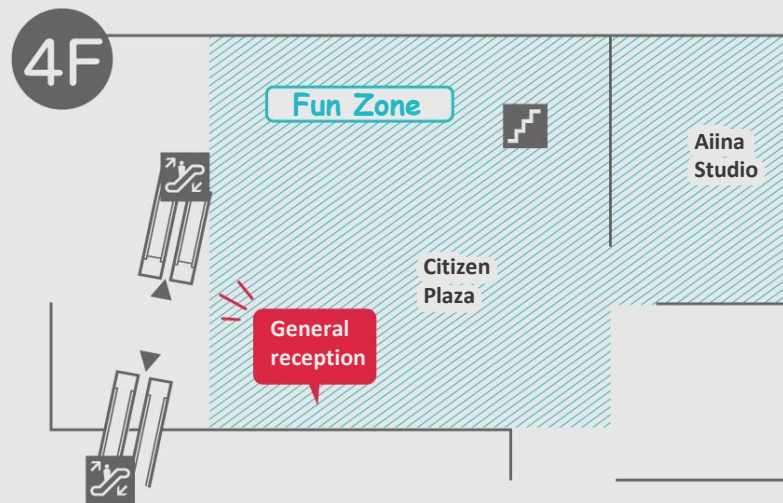 4F
Fun Zone
Aiina
Studio
Citizen
Plaza
General
reception